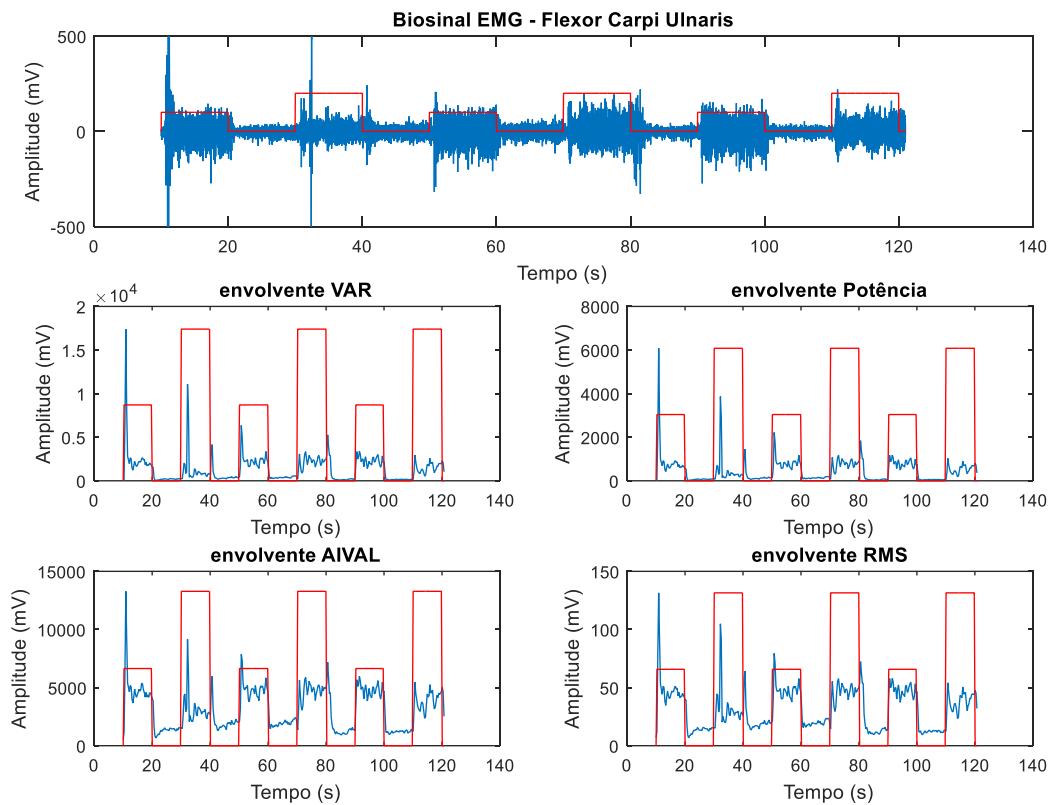 Biosinal EMG - Flexor Carpi Ulnaris
Amplitude (mV)
500
0
-500
0 20 40 60 80 100 120 140
Tempo (s)
envolvente VAR
× 10^4
Amplitude (mV)
2
1.5
1
0.5
0
0 20 40 60 80 100 120 140
Tempo (s)
envolvente Potência
Amplitude (mV)
8000
6000
4000
2000
0
0 20 40 60 80 100 120 140
Tempo (s)
envolvente AIVAL
Amplitude (mV)
15000
10000
5000
0
0 20 40 60 80 100 120 140
Tempo (s)
envolvente RMS
Amplitude (mV)
150
100
50
0
0 20 40 60 80 100 120 140
Tempo (s)